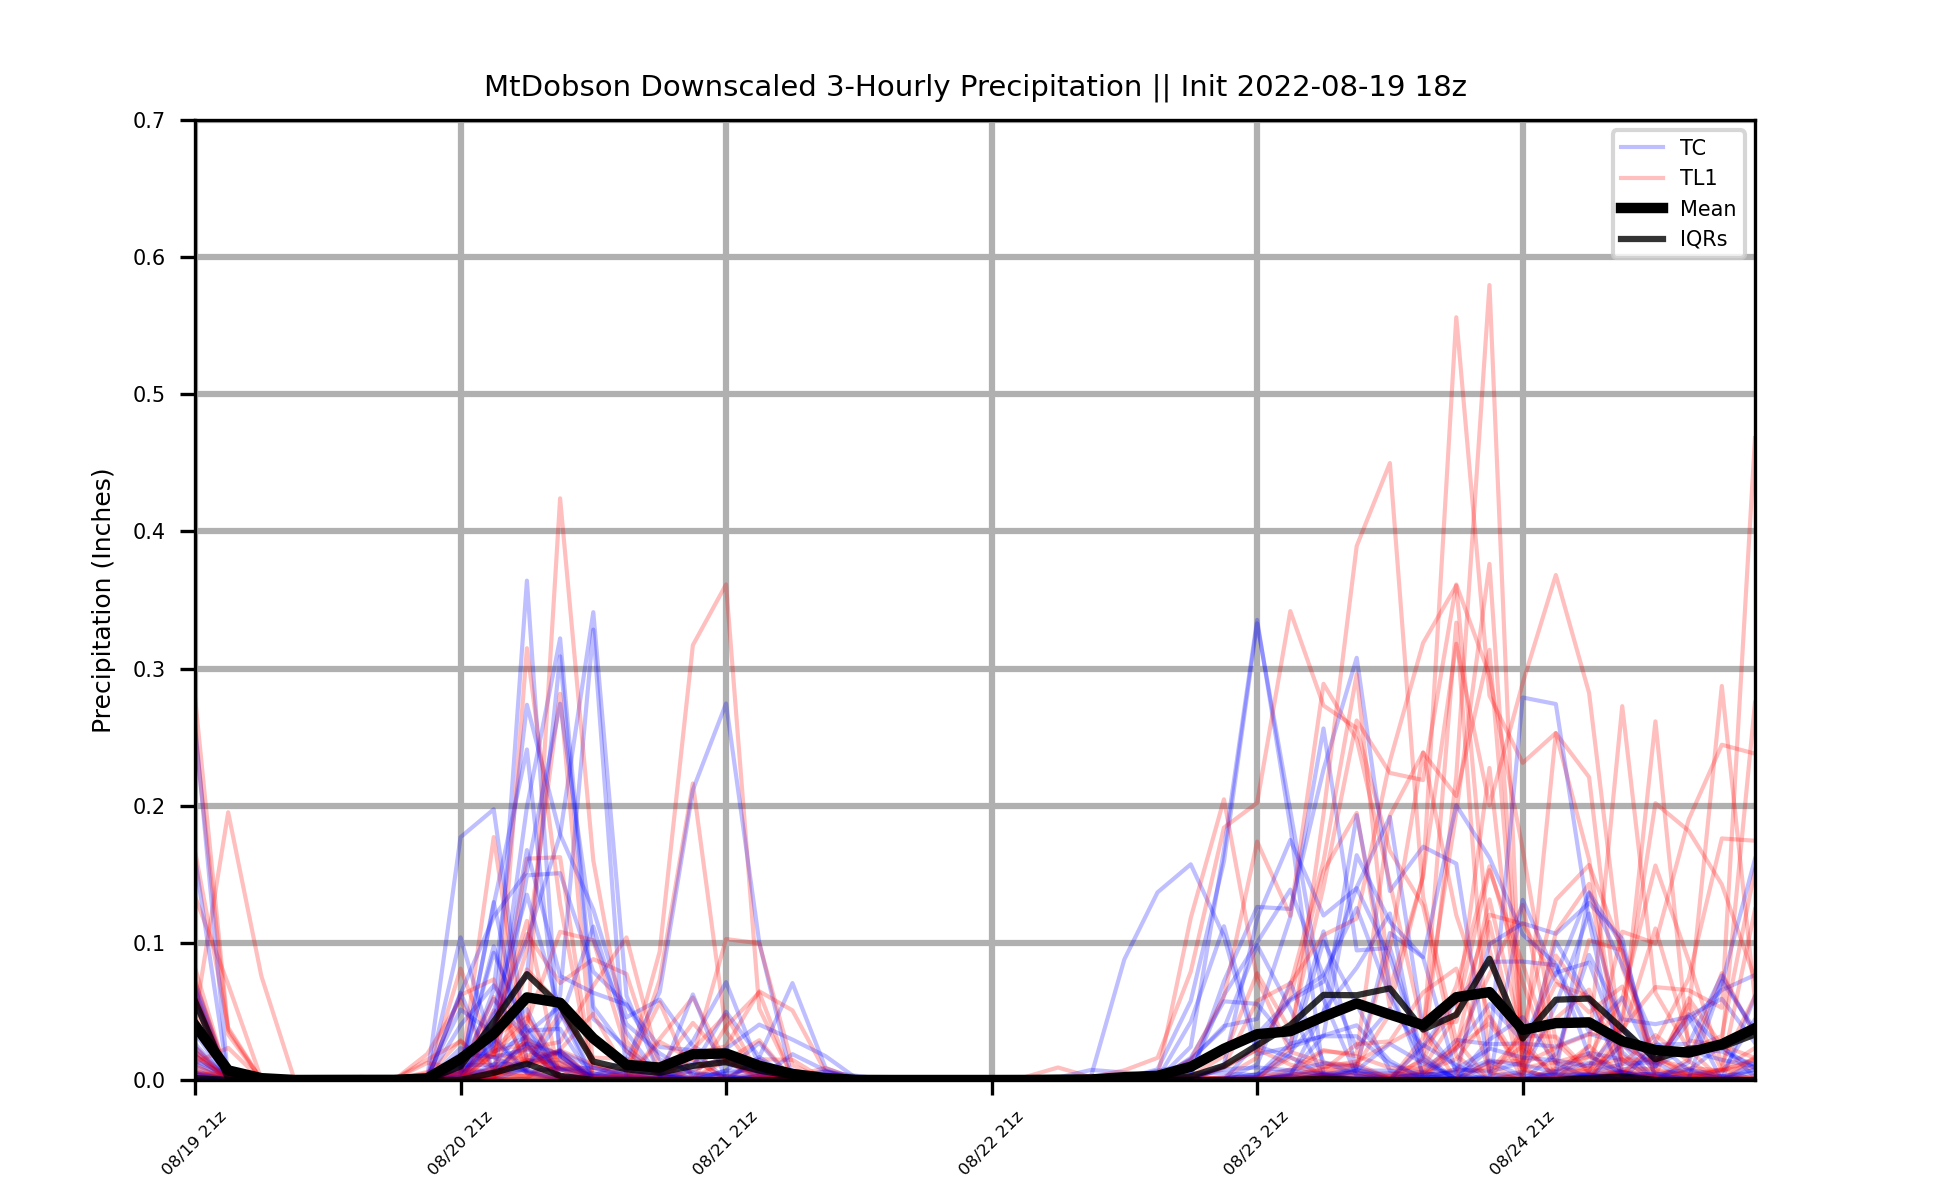 MtDobson Downscaled 3-Hourly Precipitation || Init 2022-08-19 18z
TC
TL1
Mean
IQRs
Precipitation (Inches)
0.7
0.6
0.5
0.4
0.3
0.2
0.1
0.0
08/19 21z
08/20 21z
08/21 21z
08/22 21z
08/23 21z
08/24 21z